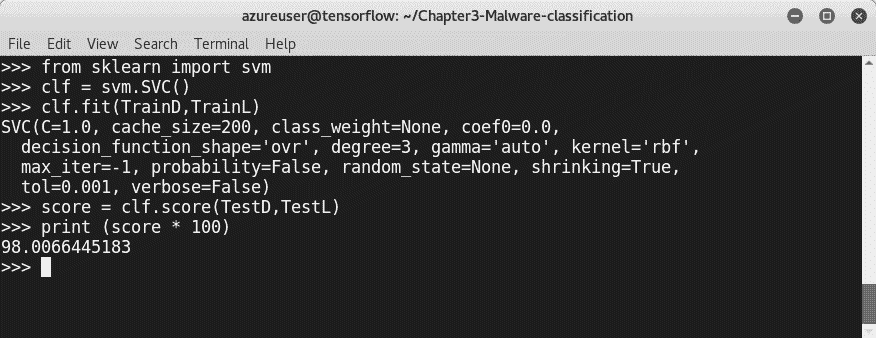 azureuser@tensorflow: ~/Chapter3-Malware-classification
File Edit View Search Terminal Help
>>> from sklearn import svm
>>> clf = svm.SVC()
>>> clf.fit(TrainD,TrainL)
SVC(C=1.0, cache_size=200, class_weight=None, coef0=0.0,
  decision_function_shape='ovr', degree=3, gamma='auto', kernel='rbf',
  max_iter=-1, probability=False, random_state=None, shrinking=True,
  tol=0.001, verbose=False)
>>> score = clf.score(TestD,TestL)
>>> print (score * 100)
98.0066445183
>>>